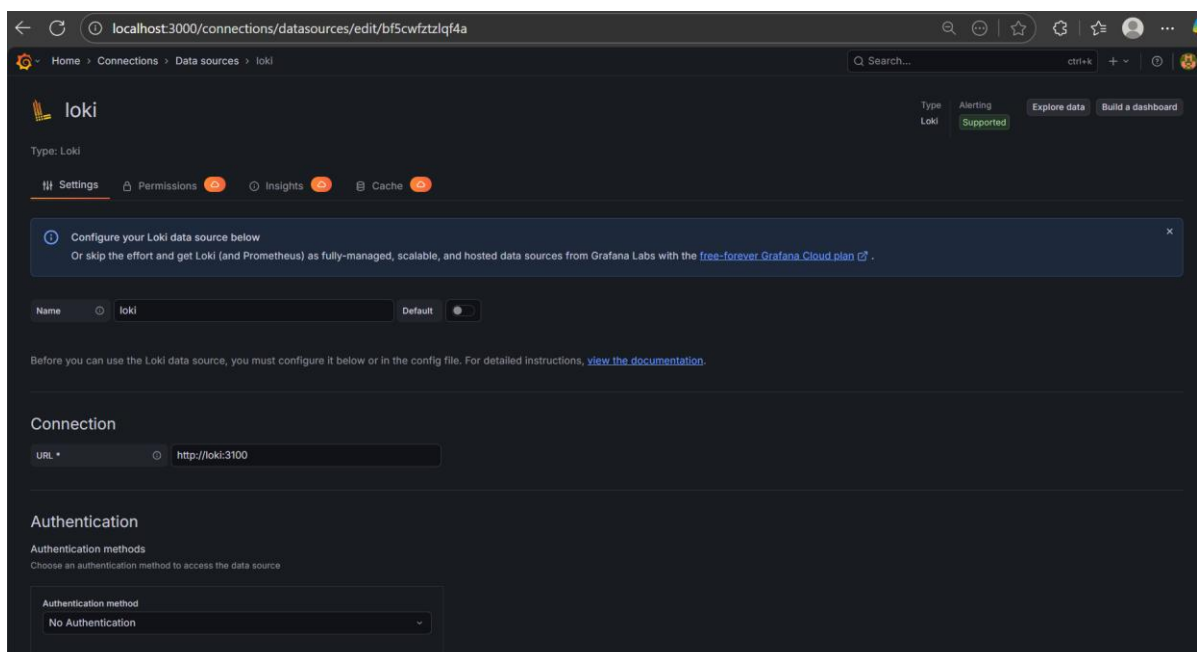 localhost:3000/connections/datasources/edit/bf5cwfztzlqf4a
Home › Connections › Data sources › loki
Search...
ctrl+k
loki
Type
Loki
Alerting
Supported
Explore data
Build a dashboard
Type: Loki
Settings
Permissions
Insights
Cache
Configure your Loki data source below
Or skip the effort and get Loki (and Prometheus) as fully-managed, scalable, and hosted data sources from Grafana Labs with the free-forever Grafana Cloud plan .
Name
loki
Default
Before you can use the Loki data source, you must configure it below or in the config file. For detailed instructions, view the documentation.
Connection
URL *
http://loki:3100
Authentication
Authentication methods
Choose an authentication method to access the data source
Authentication method
No Authentication